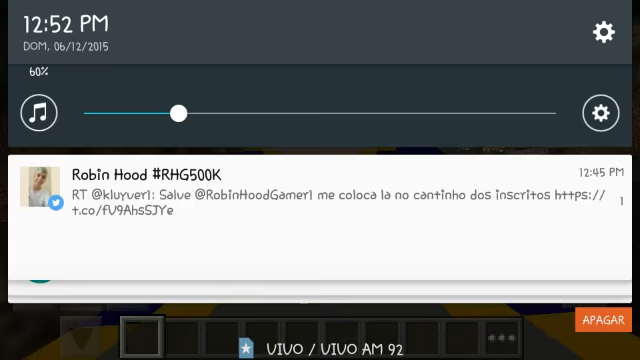 12:52 PM
DOM, 06/12/2015
60%
Robin Hood #RHG500K
12:45 PM
RT @kluyver1: Salve @RobinHoodGamer1 me coloca la no cantinho dos inscritos https://
t.co/fU9AhsSJYe
1
APAGAR
VIVO / VIVO AM 92